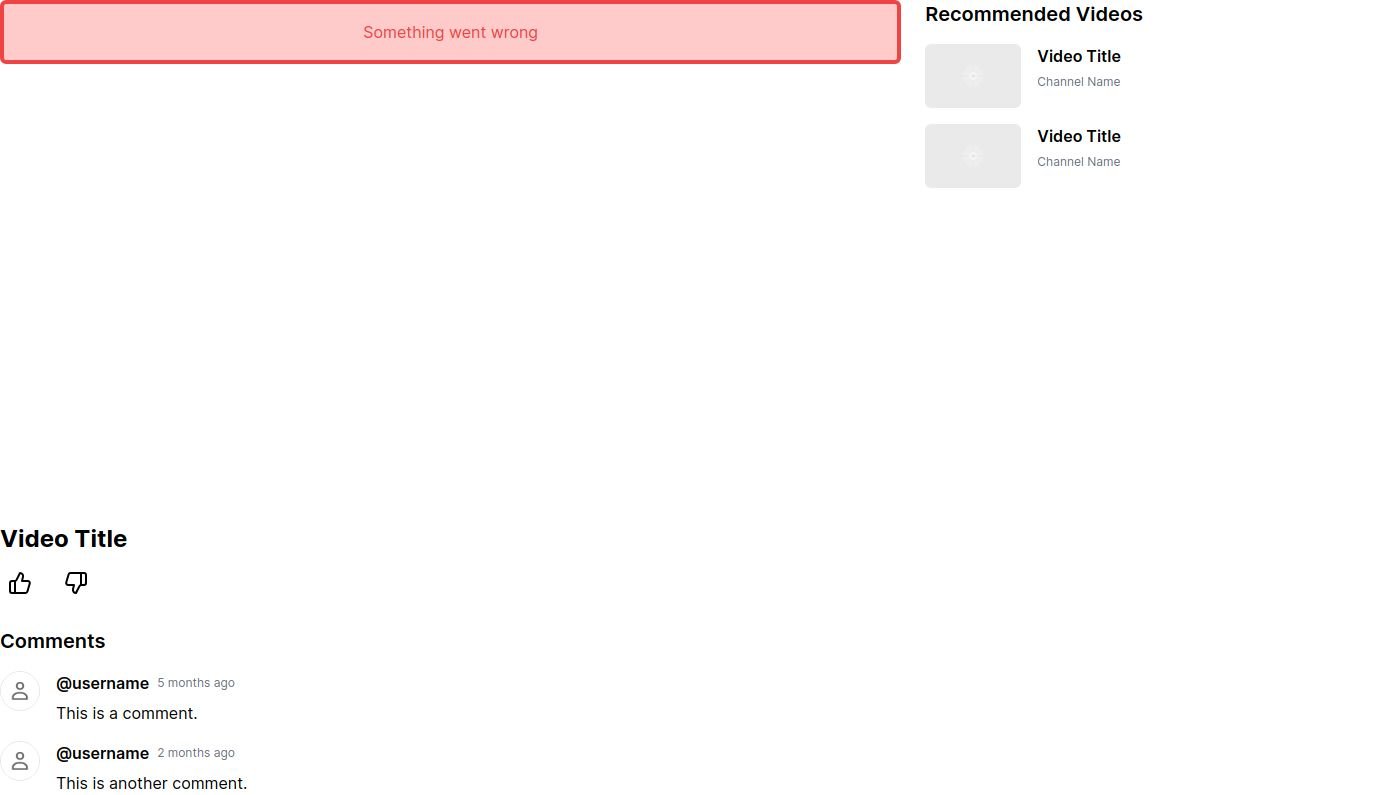 Something went wrong
Video Title
Comments
@username 5 months ago
This is a comment.
@username 2 months ago
This is another comment.
Recommended Videos
Video Title
Channel Name
Video Title
Channel Name